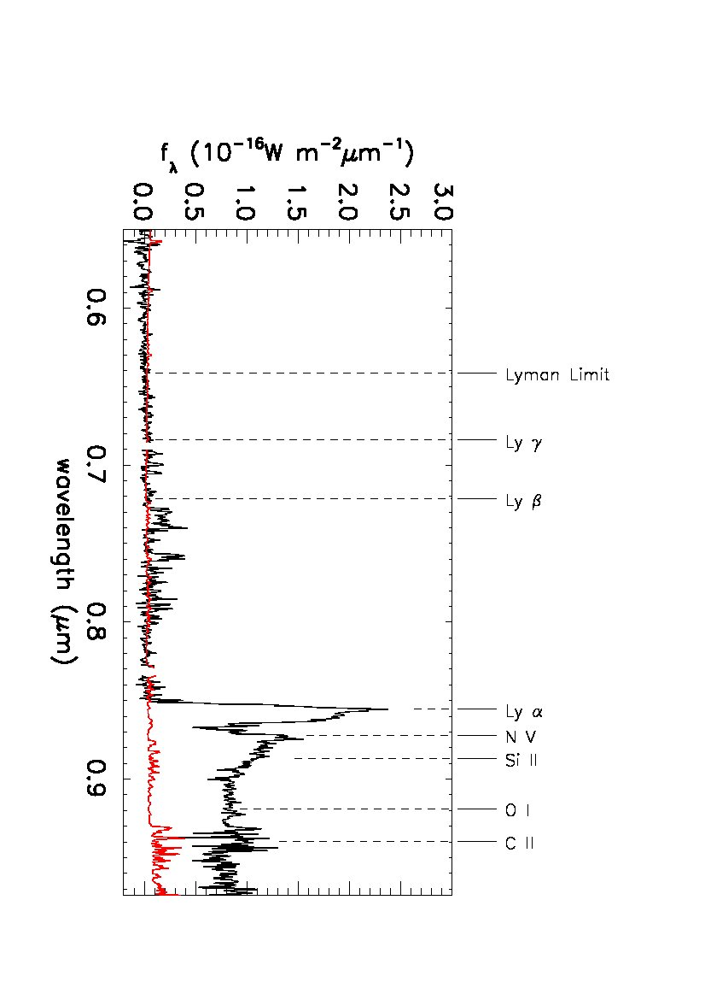 f_λ (10^−16 W m^−2 μm^−1)
0.0
0.5
1.0
1.5
2.0
2.5
3.0
0.6
0.7
0.8
0.9
wavelength (μm)
Lyman Limit
Ly γ
Ly β
Ly α
N V
Si II
O I
C II